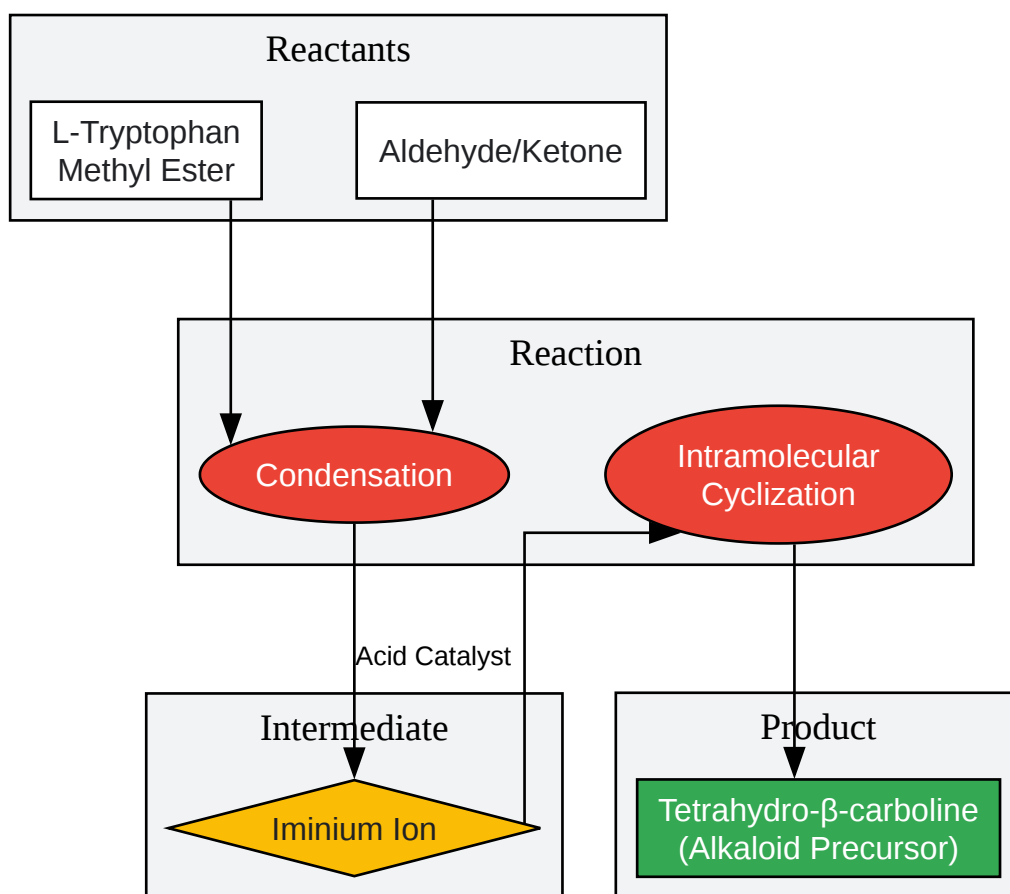 Reactants
L-Tryptophan
Methyl Ester
Aldehyde/Ketone
Reaction
Condensation
Intramolecular
Cyclization
Acid Catalyst
Intermediate
Iminium Ion
Product
Tetrahydro-β-carboline
(Alkaloid Precursor)